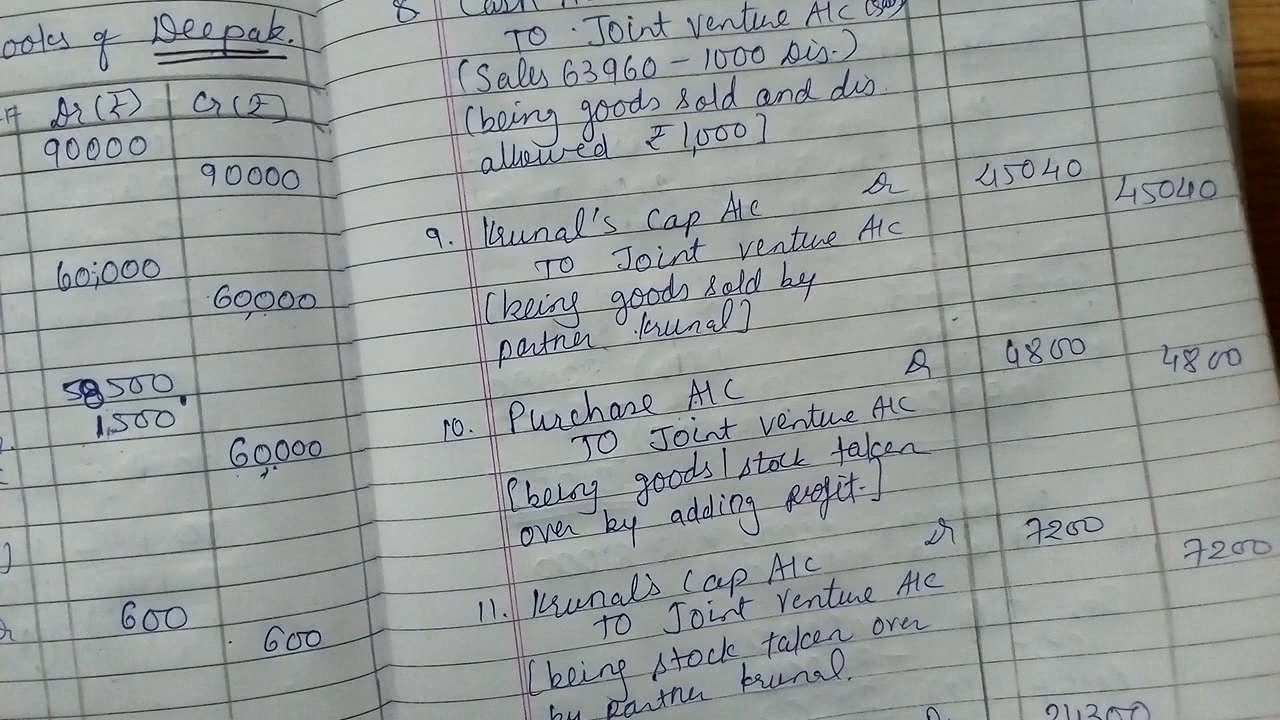 ooks of Deepak.
Dr (₹) Cr (₹)
90000
90000
60,000
60,000
58500
1,500
60,000
600
600
8 Cash
TO Joint venture A/C
(Sales 63960 - 1000 Dis.)
(being goods sold and dis.
allowed ₹ 1,000]
9. Krunal's Cap A/C Dr 45040
TO Joint venture A/C 45040
[being goods sold by
partner krunal]
10. Purchase A/C Dr 4800
TO Joint venture A/C 4800
[being goods/stock taken
over by adding profit.]
11. Krunal's Cap A/C Dr 7200
TO Joint venture A/C 7200
[being stock taken over
by partner krunal.